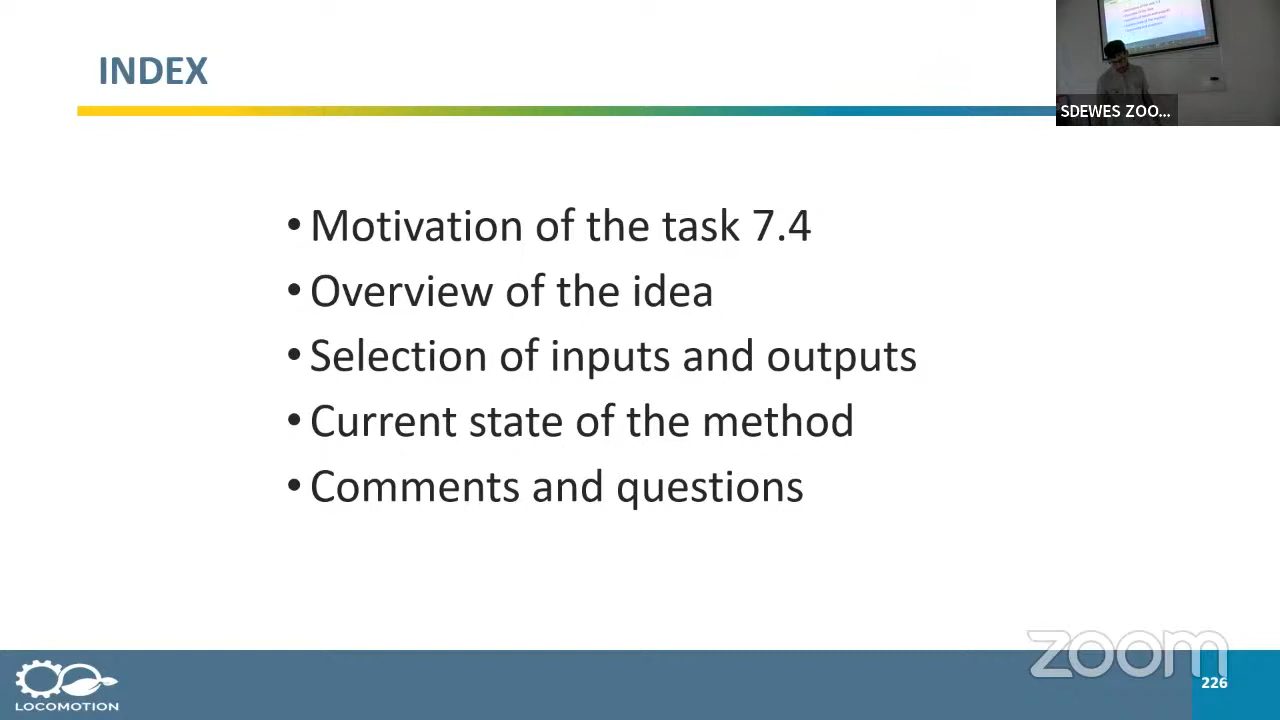 INDEX
SDEWES ZOO...
• Motivation of the task 7.4
• Overview of the idea
• Selection of inputs and outputs
• Current state of the method
• Comments and questions
zoom
226
LOCOMOTION